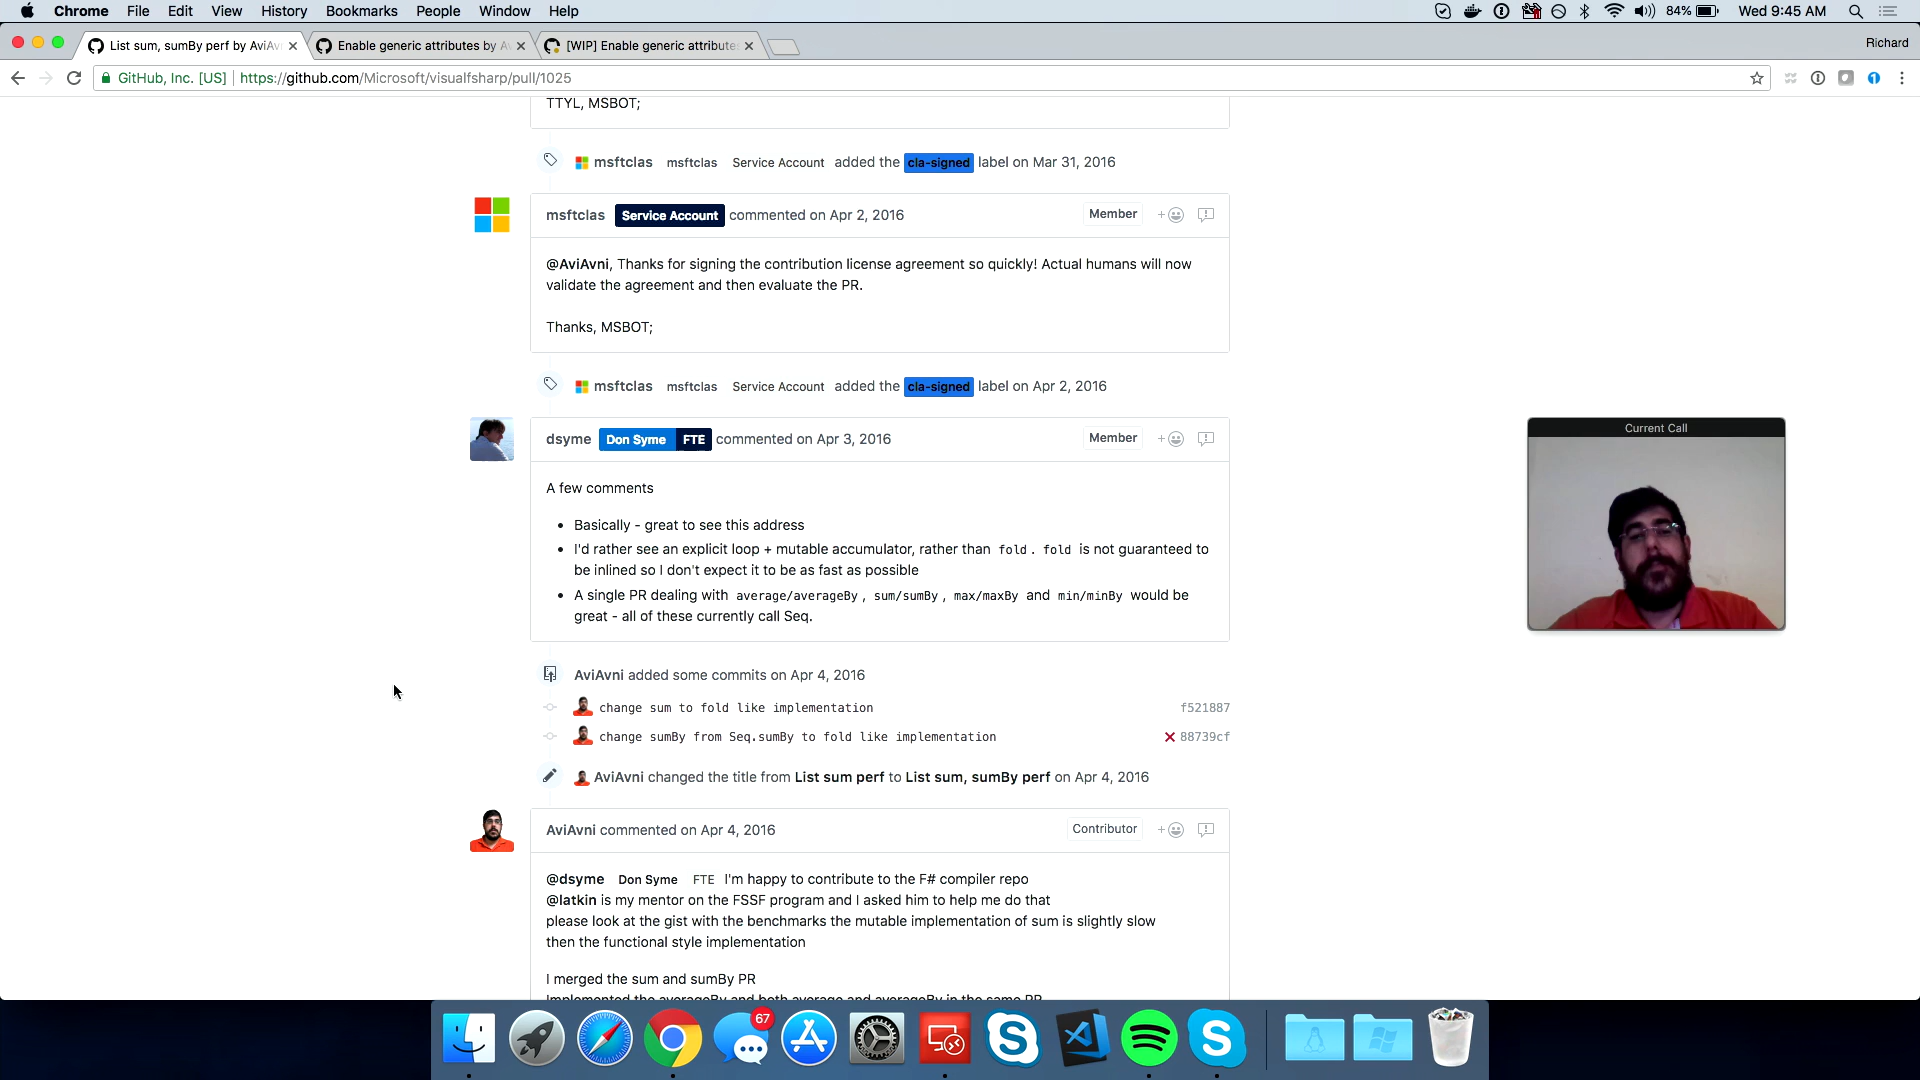 Chrome File Edit View History Bookmarks People Window Help 84% Wed 9:45 AM
List sum, sumBy perf by AviAv Enable generic attributes by A [WIP] Enable generic attribute Richard
GitHub, Inc. [US] https://github.com/Microsoft/visualfsharp/pull/1025
TTYL, MSBOT;
msftclas msftclas Service Account added the cla-signed label on Mar 31, 2016
msftclas Service Account commented on Apr 2, 2016 Member
@AviAvni, Thanks for signing the contribution license agreement so quickly! Actual humans will now
validate the agreement and then evaluate the PR.
Thanks, MSBOT;
msftclas msftclas Service Account added the cla-signed label on Apr 2, 2016
dsyme Don Syme FTE commented on Apr 3, 2016 Member
Current Call
A few comments
• Basically - great to see this address
• I'd rather see an explicit loop + mutable accumulator, rather than fold. fold is not guaranteed to
be inlined so I don't expect it to be as fast as possible
• A single PR dealing with average/averageBy, sum/sumBy, max/maxBy and min/minBy would be
great - all of these currently call Seq.
AviAvni added some commits on Apr 4, 2016
change sum to fold like implementation f521887
change sumBy from Seq.sumBy to fold like implementation 88739cf
AviAvni changed the title from List sum perf to List sum, sumBy perf on Apr 4, 2016
AviAvni commented on Apr 4, 2016 Contributor
@dsyme Don Syme FTE I'm happy to contribute to the F# compiler repo
@latkin is my mentor on the FSSF program and I asked him to help me do that
please look at the gist with the benchmarks the mutable implementation of sum is slightly slow
then the functional style implementation
I merged the sum and sumBy PR
Implemented the averageBy and both average and averageBy in the same PR
67